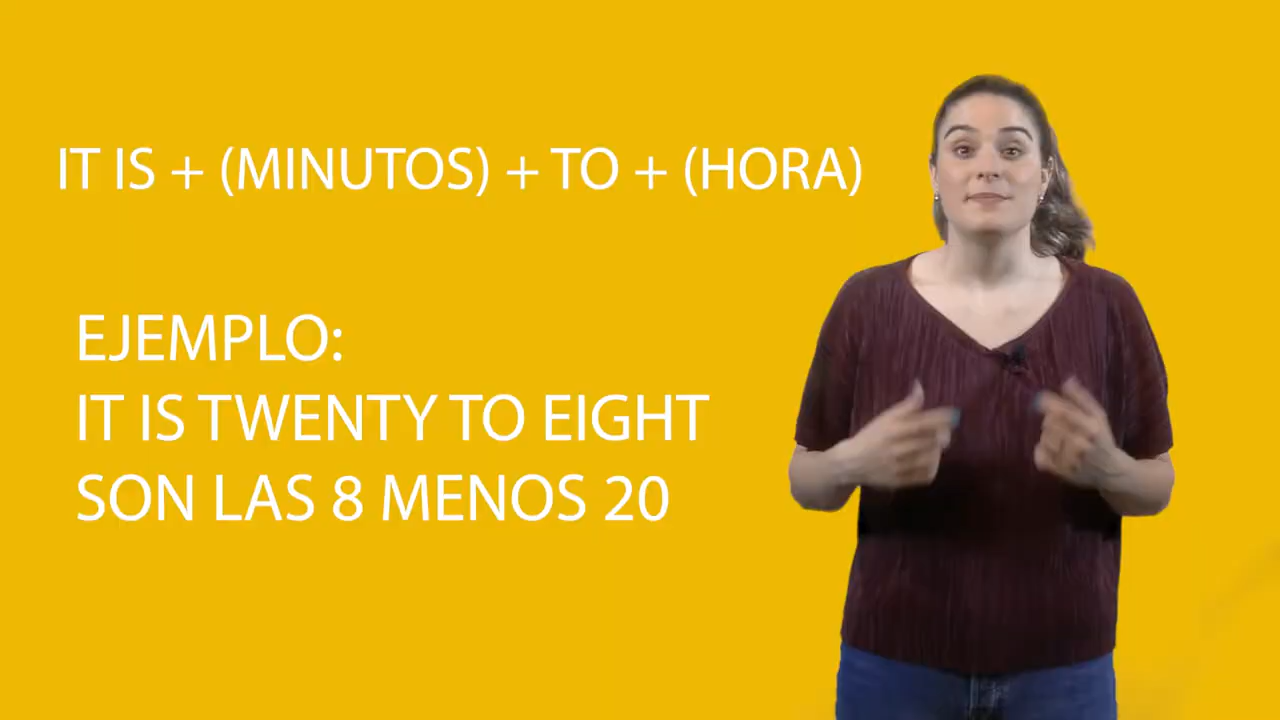 IT IS + (MINUTOS) + TO + (HORA)
EJEMPLO:
IT IS TWENTY TO EIGHT
SON LAS 8 MENOS 20